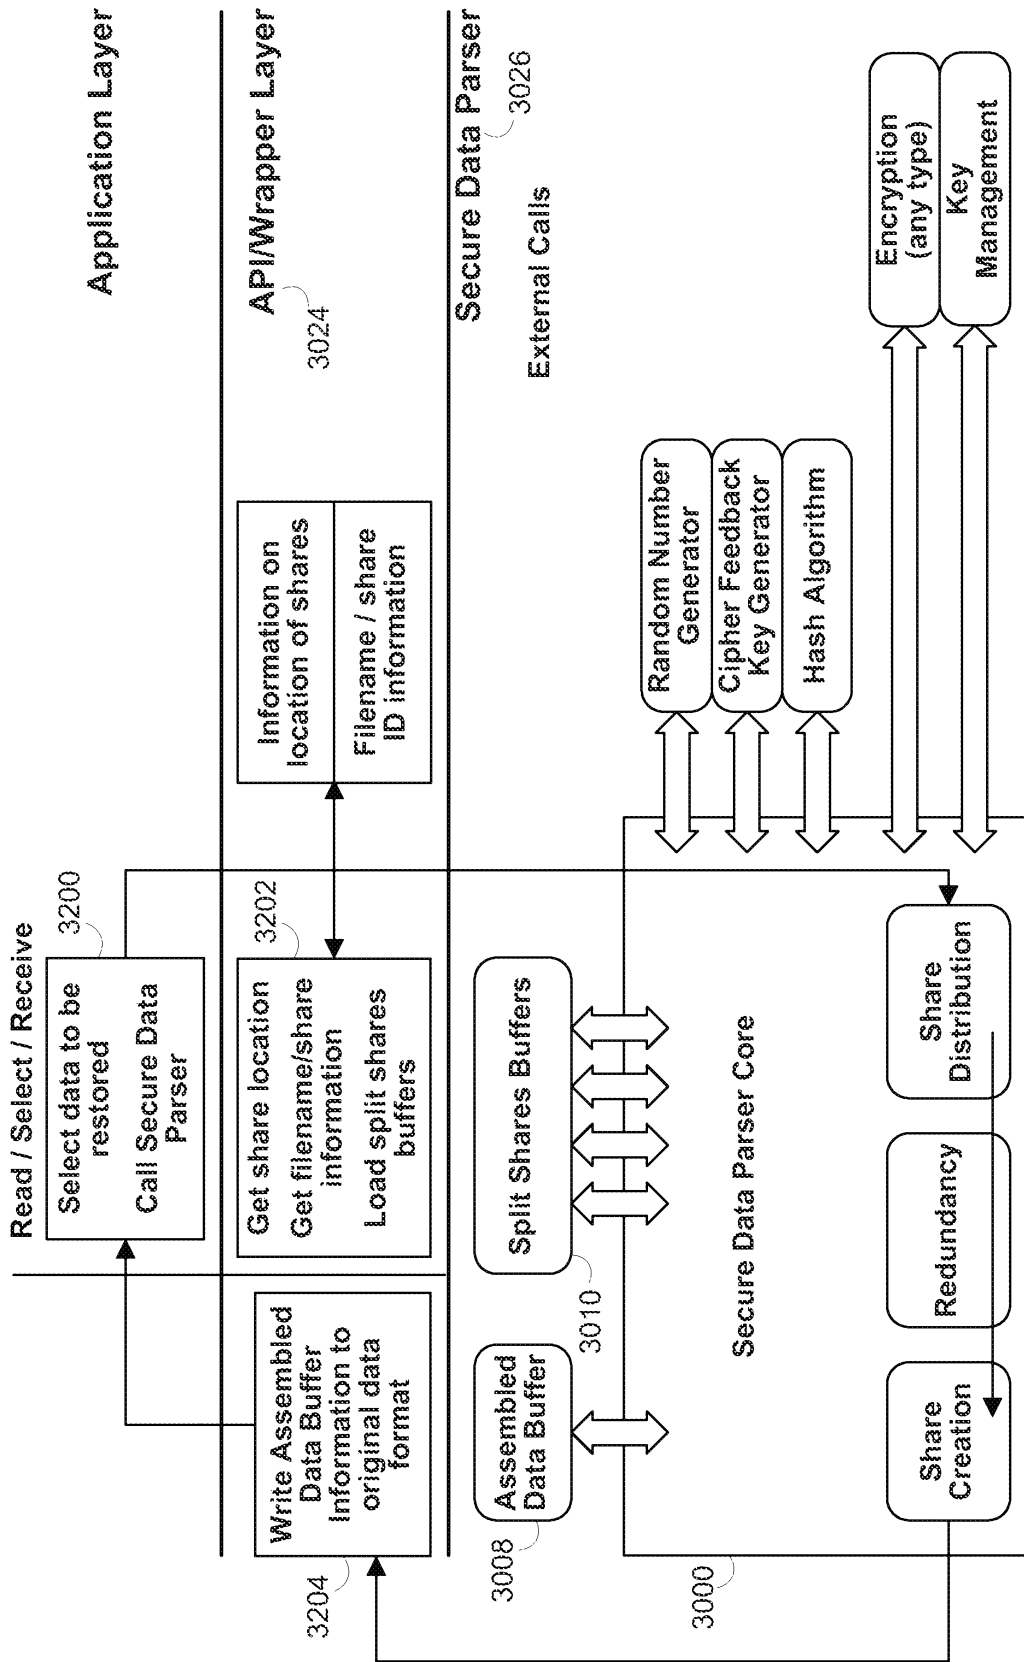 Read / Select / Receive
Application Layer
3200
Select data to be
restored
Call Secure Data
Parser
3204
Write Assembled
Data Buffer
Information to
original data
format
3202
Get share location
Get filename/share
information
Load split shares
buffers
Information on
location of shares
Filename / share
ID information
API/Wrapper Layer
3024
Secure Data Parser
3026
External Calls
3008
Assembled
Data Buffer
3010
Split Shares Buffers
3000
Secure Data Parser Core
Random Number
Generator
Cipher Feedback
Key Generator
Hash Algorithm
Encryption
(any type)
Key
Management
Share
Creation
Redundancy
Share
Distribution